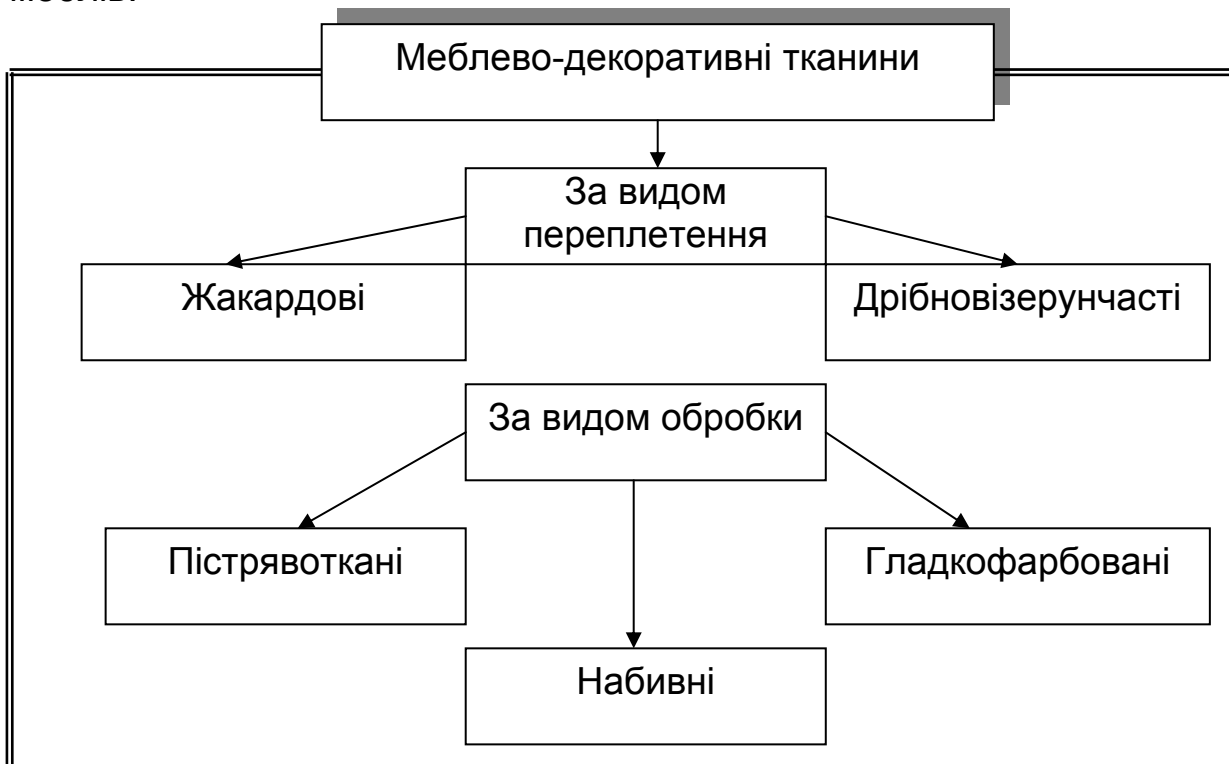 Меблево-декоративні тканини
За видом
переплетення
Жакардові
Дрібновізерунчасті
За видом обробки
Пістрявоткані
Гладкофарбовані
Набивні